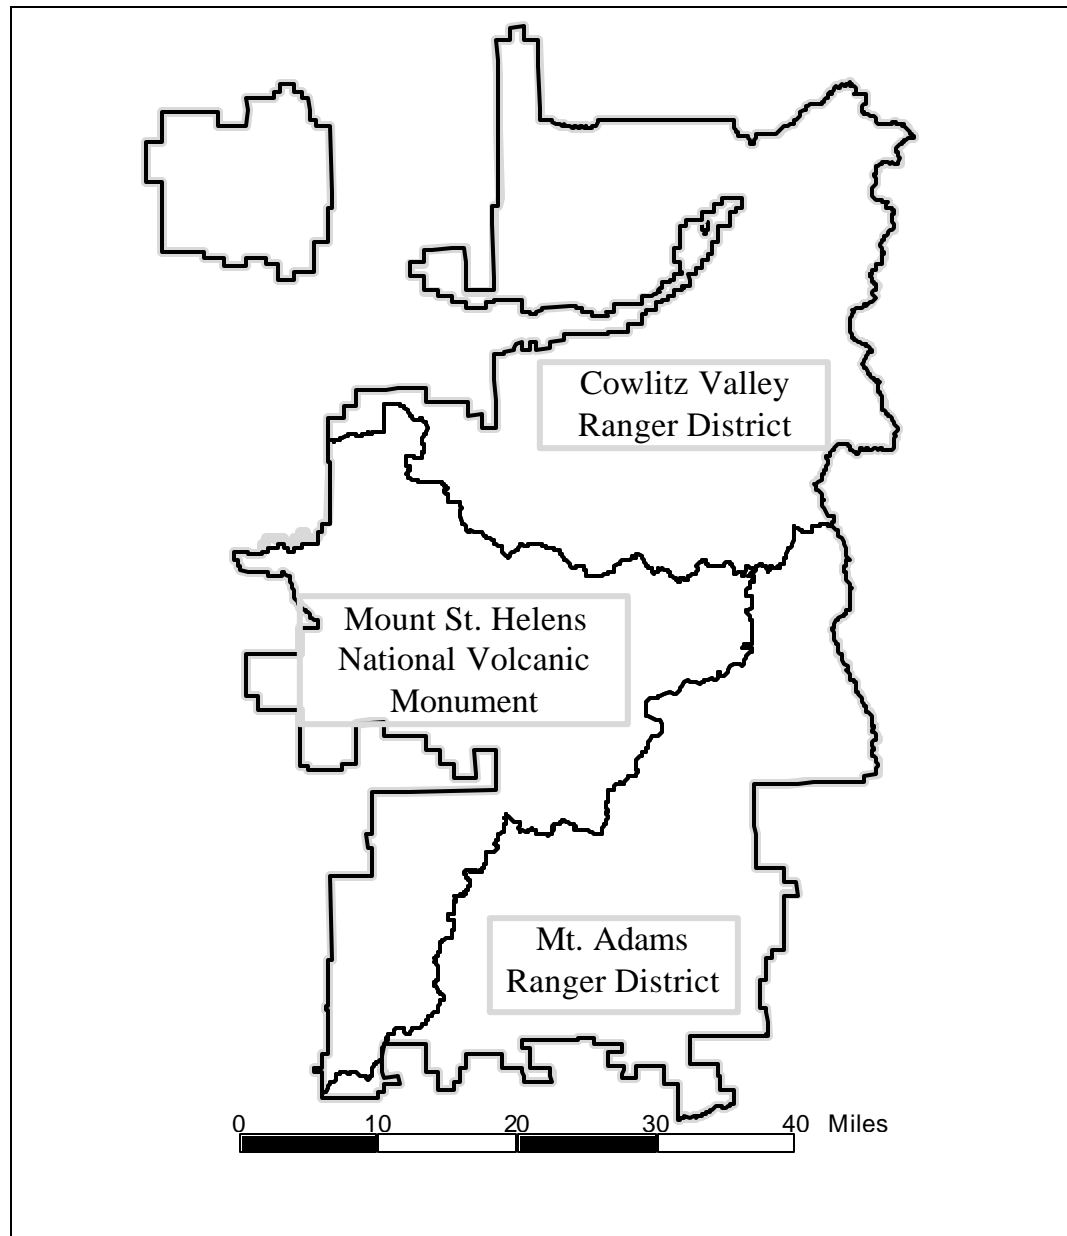 Cowlitz Valley
Ranger District
Mount St. Helens
National Volcanic
Monument
Mt. Adams
Ranger District
0 10 20 30 40 Miles